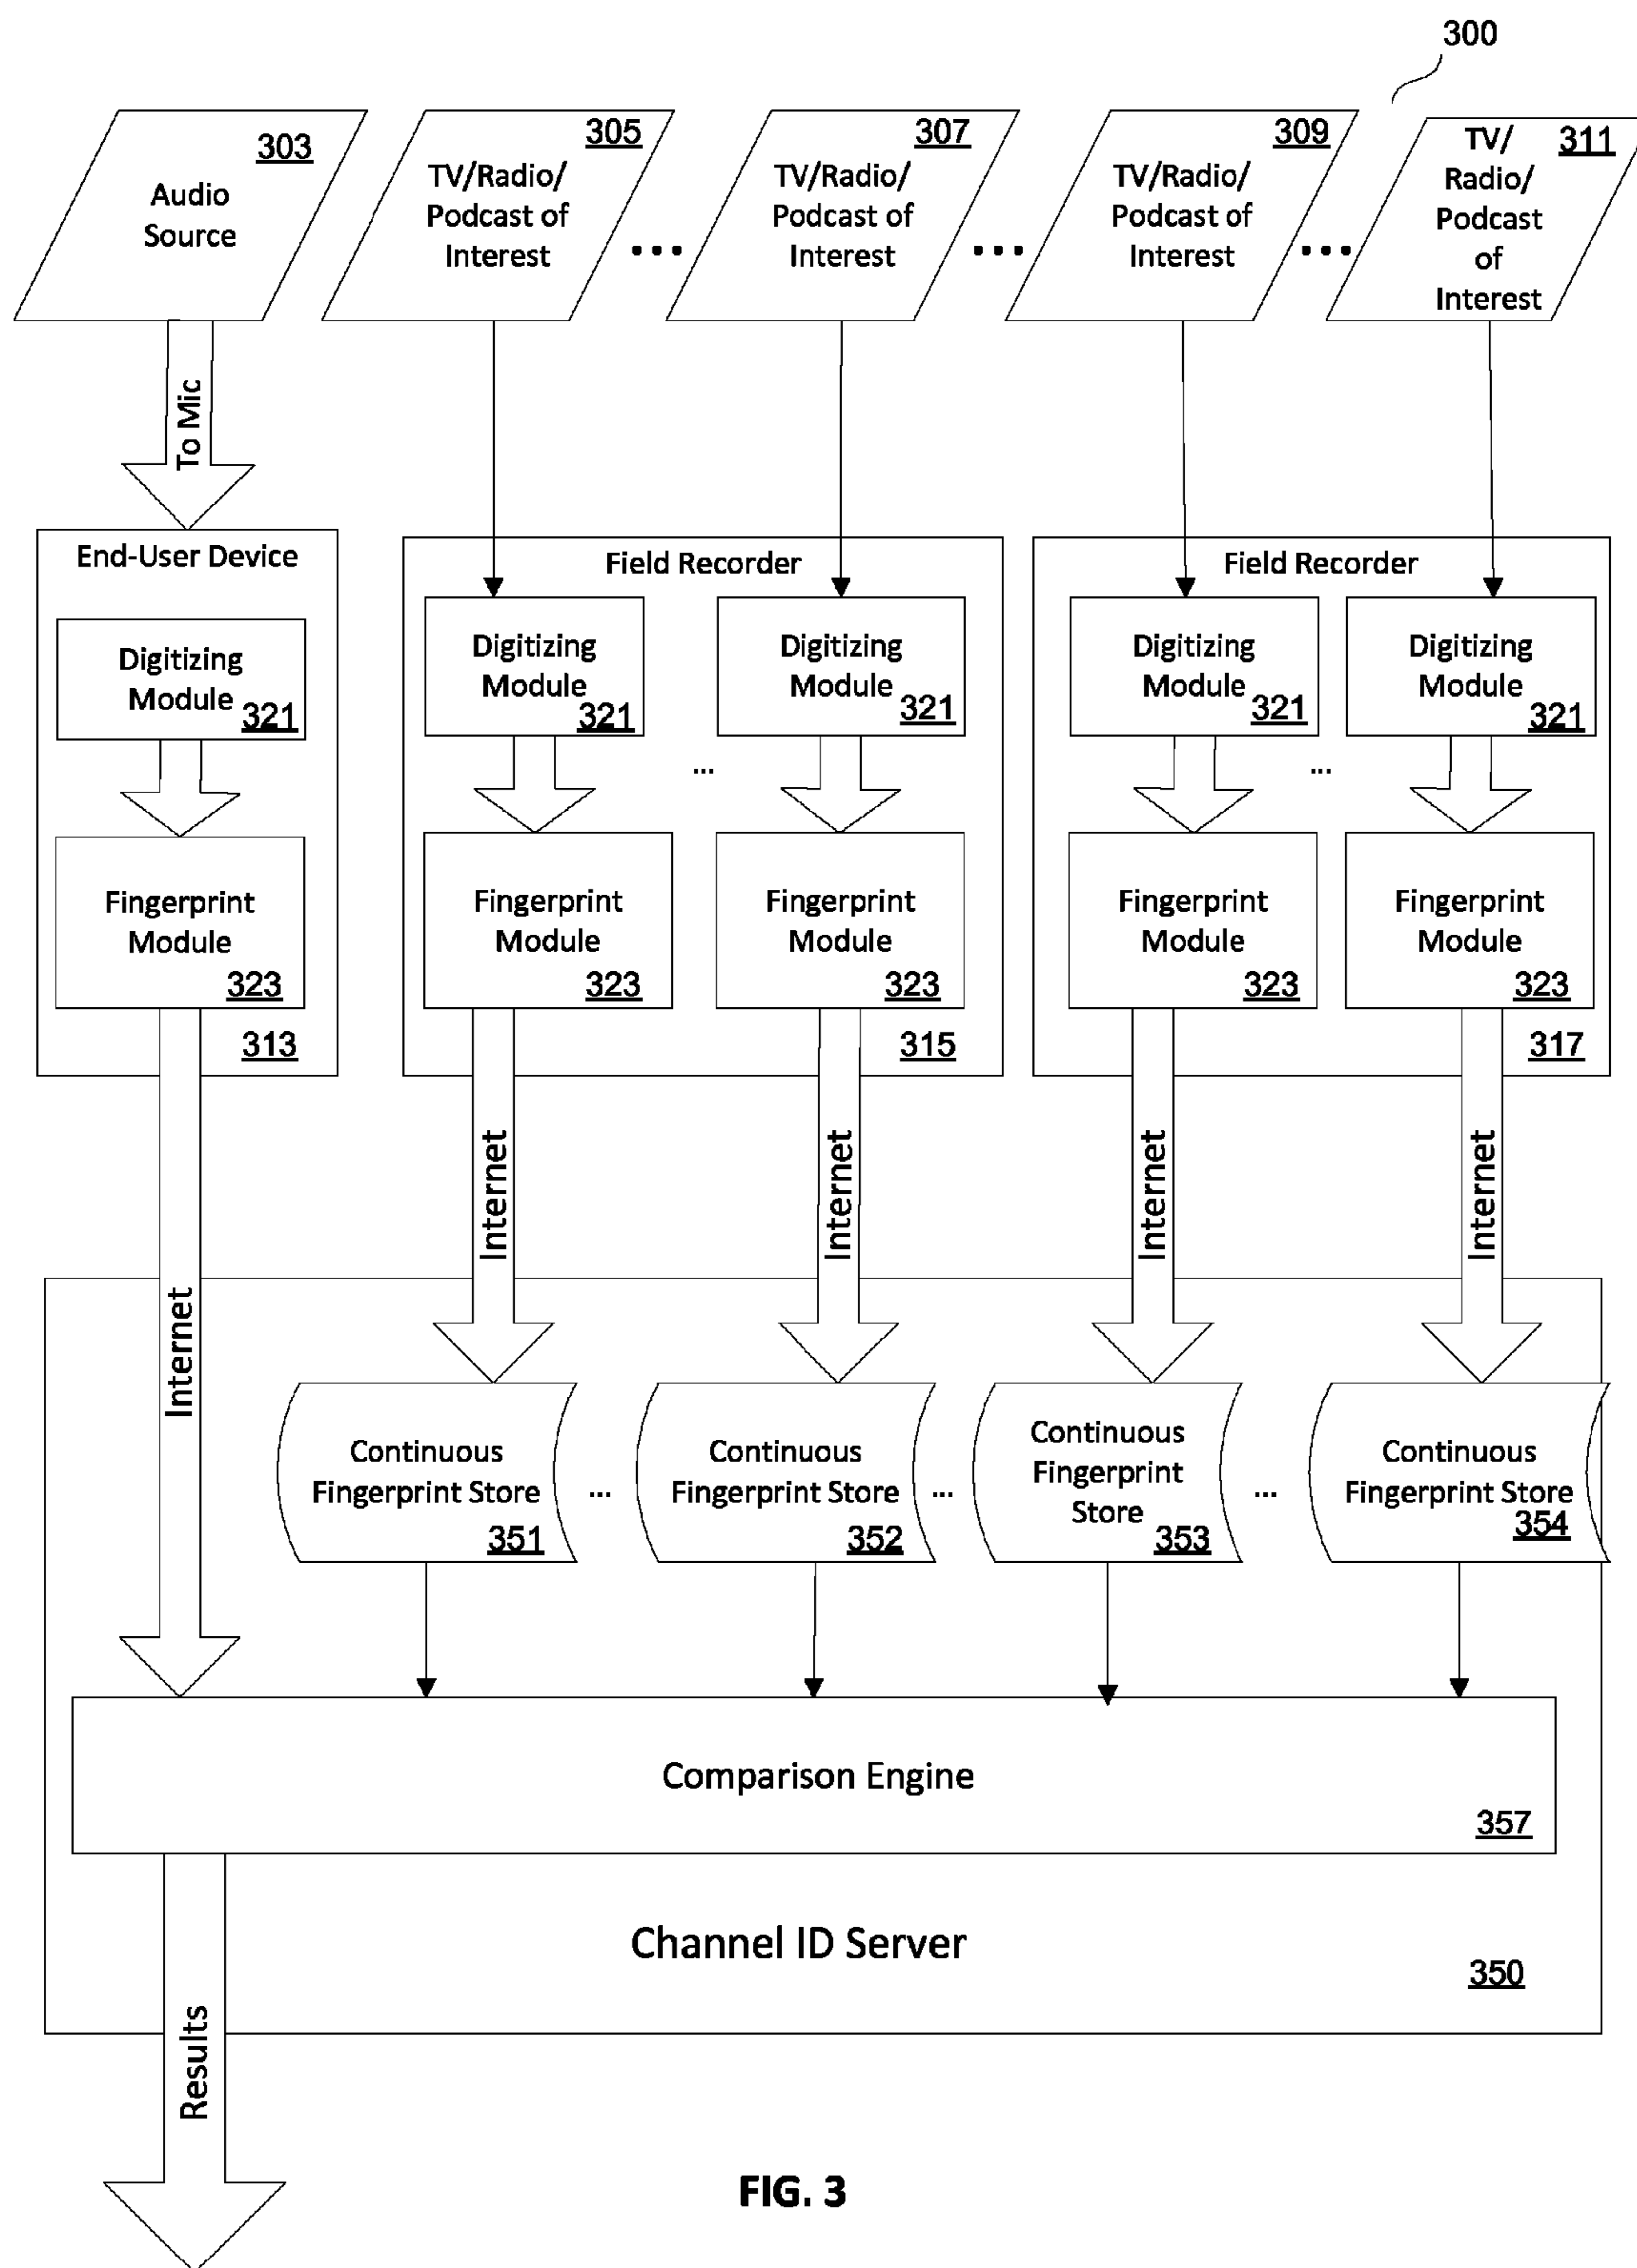 300
303
Audio
Source
305
TV/Radio/
Podcast of
Interest
...
307
TV/Radio/
Podcast of
Interest
...
309
TV/Radio/
Podcast of
Interest
...
311
TV/
Radio/
Podcast
of
Interest
To Mic
End-User Device
Digitizing
Module
321
Fingerprint
Module
323
313
Field Recorder
Digitizing
Module
321
Digitizing
Module
321
...
Fingerprint
Module
323
Fingerprint
Module
323
315
Field Recorder
Digitizing
Module
321
Digitizing
Module
321
...
Fingerprint
Module
323
Fingerprint
Module
323
317
Internet
Internet
Internet
Internet
Internet
Continuous
Fingerprint Store
351
...
Continuous
Fingerprint Store
352
...
Continuous
Fingerprint
Store
353
...
Continuous
Fingerprint Store
354
Comparison Engine
357
Channel ID Server
350
Results
FIG. 3